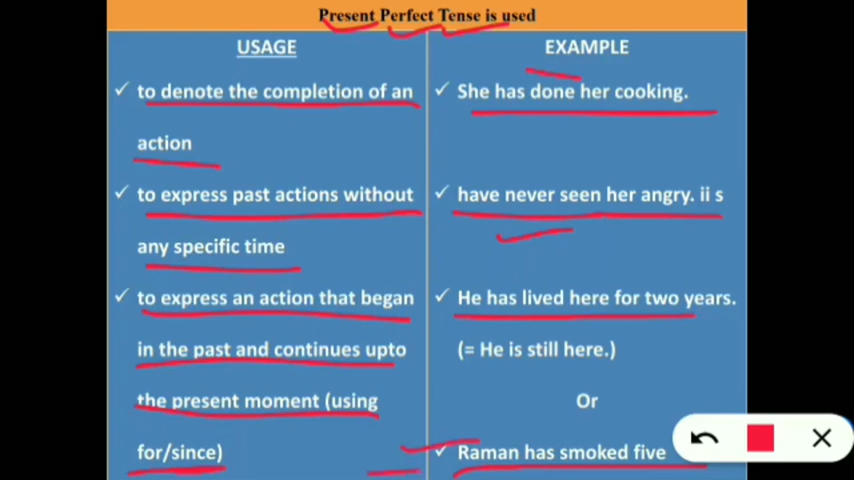 Present Perfect Tense is used
USAGE
EXAMPLE
✓ to denote the completion of an
action
✓ She has done her cooking.
✓ to express past actions without
any specific time
✓ have never seen her angry. ii s
✓ to express an action that began
in the past and continues upto
the present moment (using
for/since)
✓ He has lived here for two years.
(= He is still here.)
Or
✓ Raman has smoked five